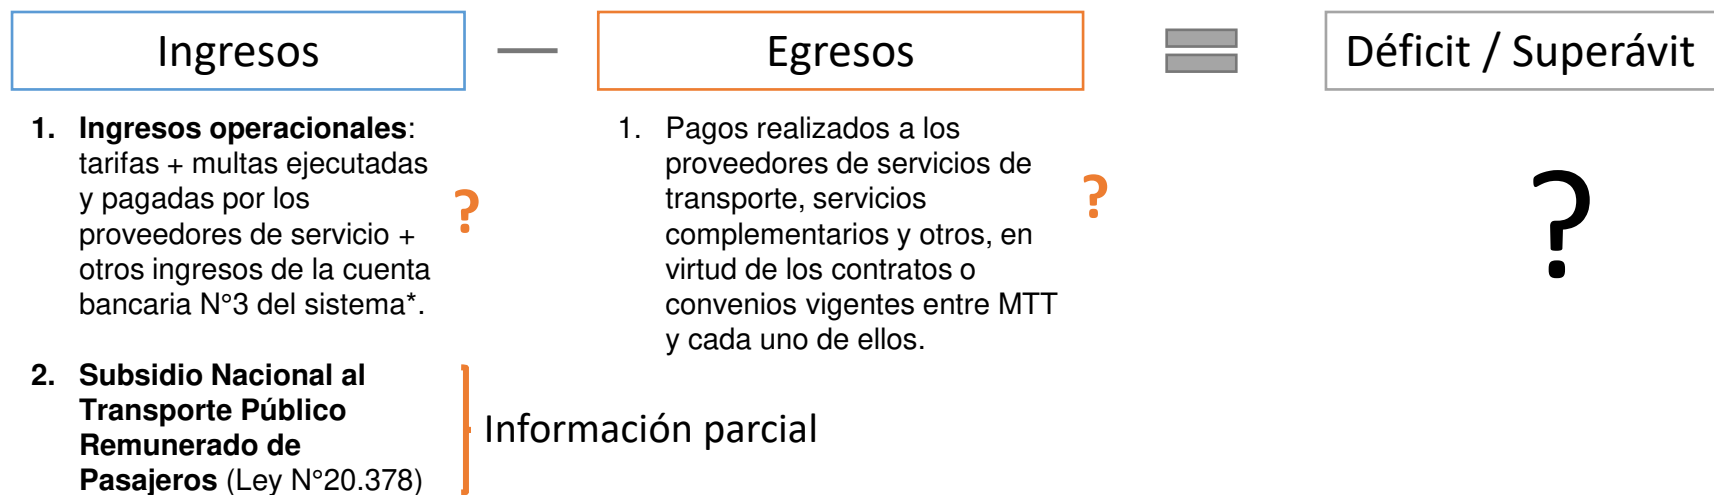 Ingresos — Egresos = Déficit / Superávit
1. Ingresos operacionales:
tarifas + multas ejecutadas
y pagadas por los
proveedores de servicio +
otros ingresos de la cuenta
bancaria N°3 del sistema*.
?
2. Subsidio Nacional al
Transporte Público
Remunerado de
Pasajeros (Ley N°20.378)
Información parcial
1. Pagos realizados a los
proveedores de servicios de
transporte, servicios
complementarios y otros, en
virtud de los contratos o
convenios vigentes entre MTT
y cada uno de ellos.
?
?